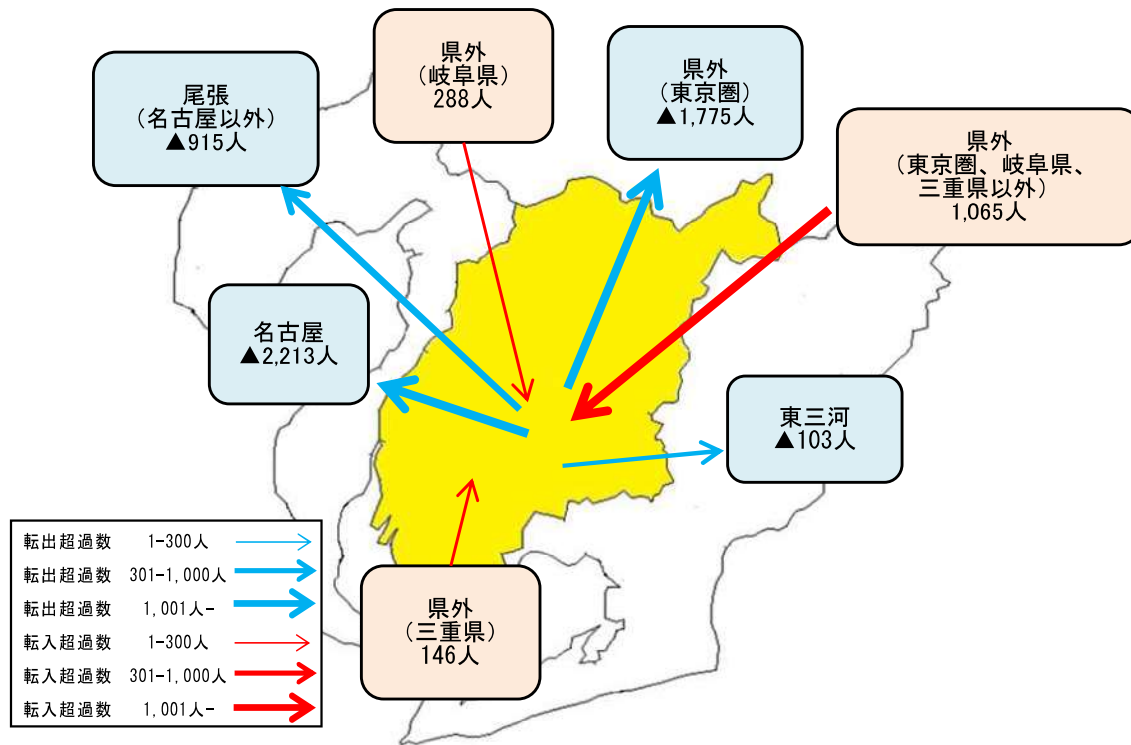 県外
(岐阜県)
288人
県外
(東京圏)
▲1,775人
尾張
(名古屋以外)
▲915人
県外
(東京圏、岐阜県、
三重県以外)
1,065人
名古屋
▲2,213人
東三河
▲103人
県外
(三重県)
146人
転出超過数 1-300人
転出超過数 301-1,000人
転出超過数 1,001人-
転入超過数 1-300人
転入超過数 301-1,000人
転入超過数 1,001人-